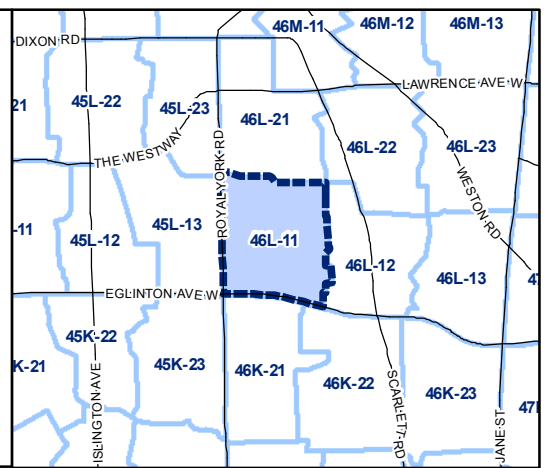 46M-11
46M-12
46M-13
DIXON RD
LAWRENCE AVE W
21
45L-22
45L-23
46L-21
46L-22
46L-23
THE WESTWAY
ROYAL YORK RD
WESTON RD
-11
45L-12
45L-13
46L-11
46L-12
46L-13
47
EGLINTON AVE W
45K-22
K-21
45K-23
46K-21
46K-22
46K-23
47
ISLINGTON AVE
SCARLETT RD
JANE ST